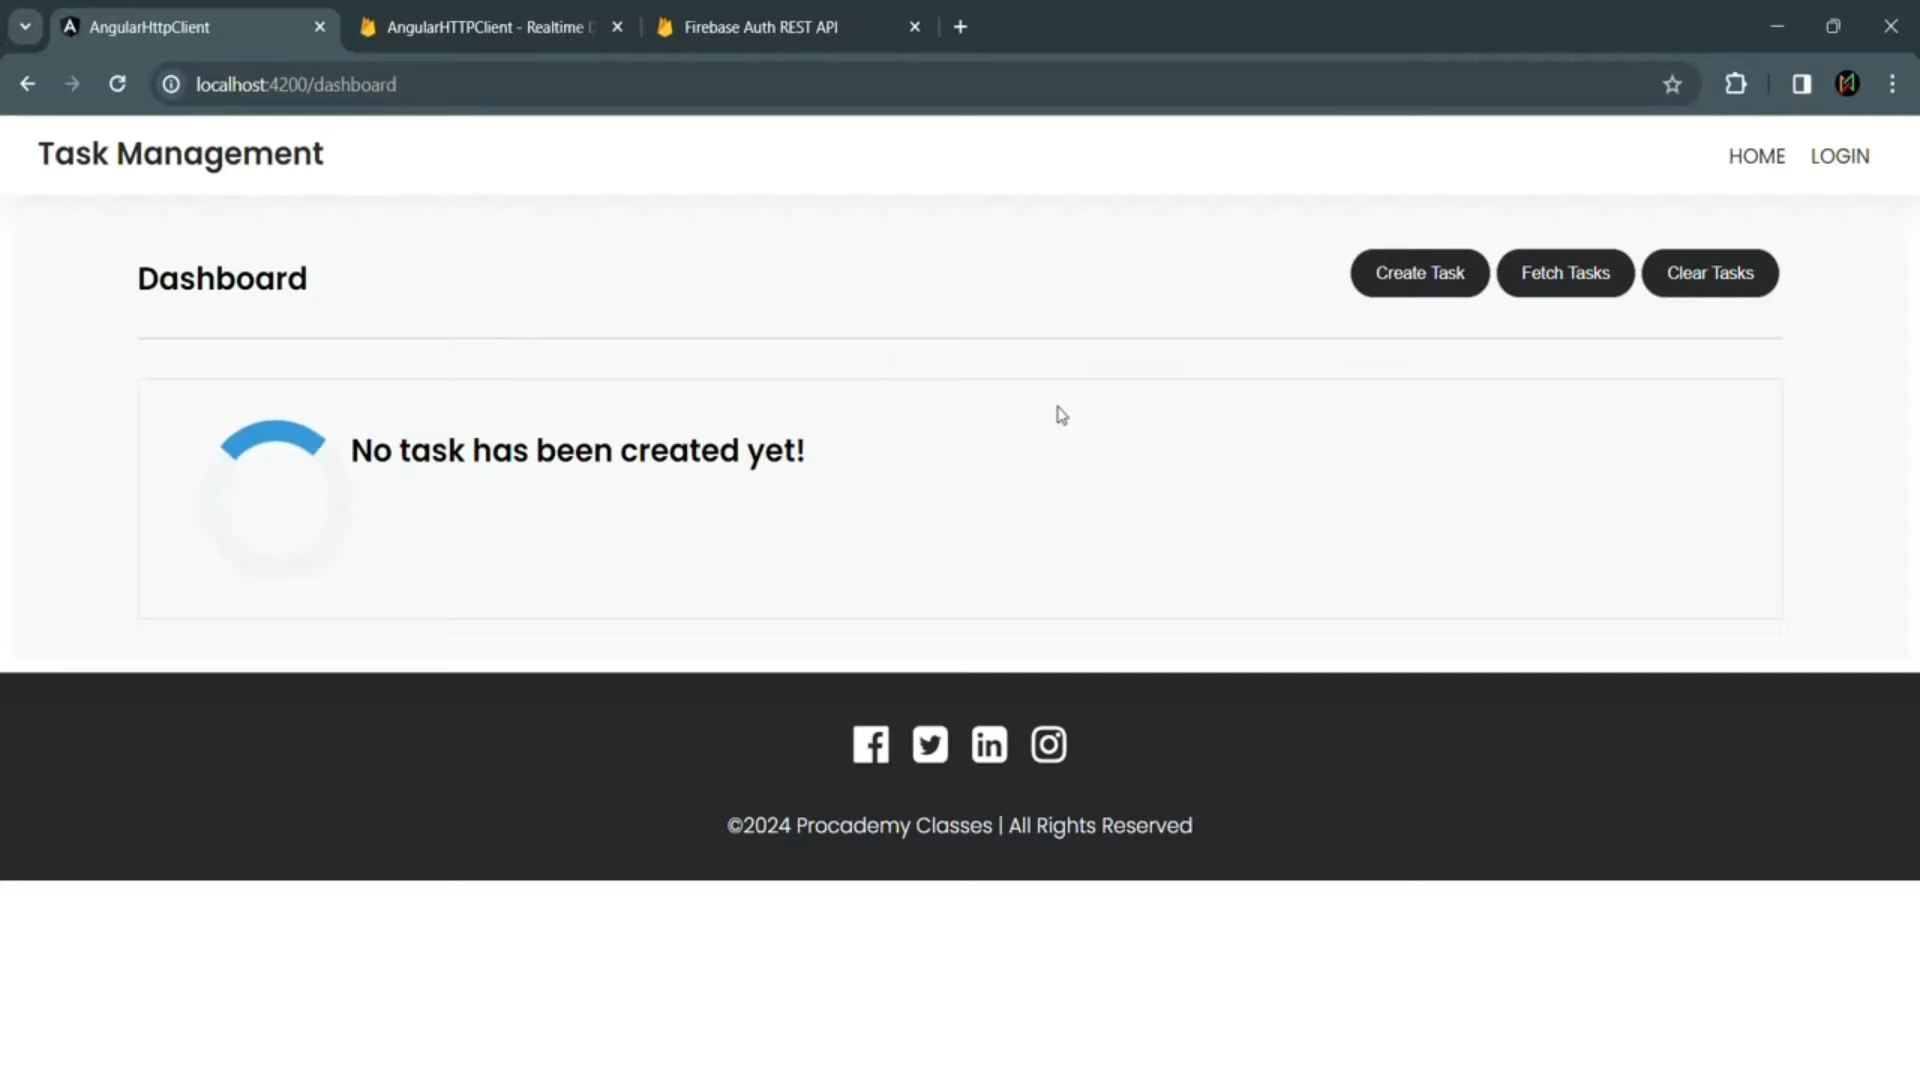 AngularHttpClient
AngularHTTPClient - Realtime
Firebase Auth REST API
localhost:4200/dashboard
Task Management
HOME
LOGIN
Dashboard
Create Task
Fetch Tasks
Clear Tasks
No task has been created yet!
©2024 Procademy Classes | All Rights Reserved